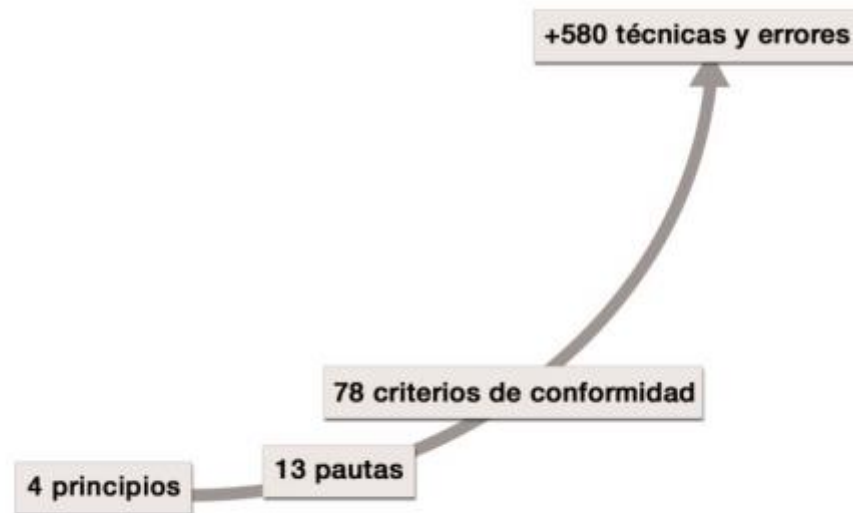 +580 técnicas y errores
78 criterios de conformidad
13 pautas
4 principios